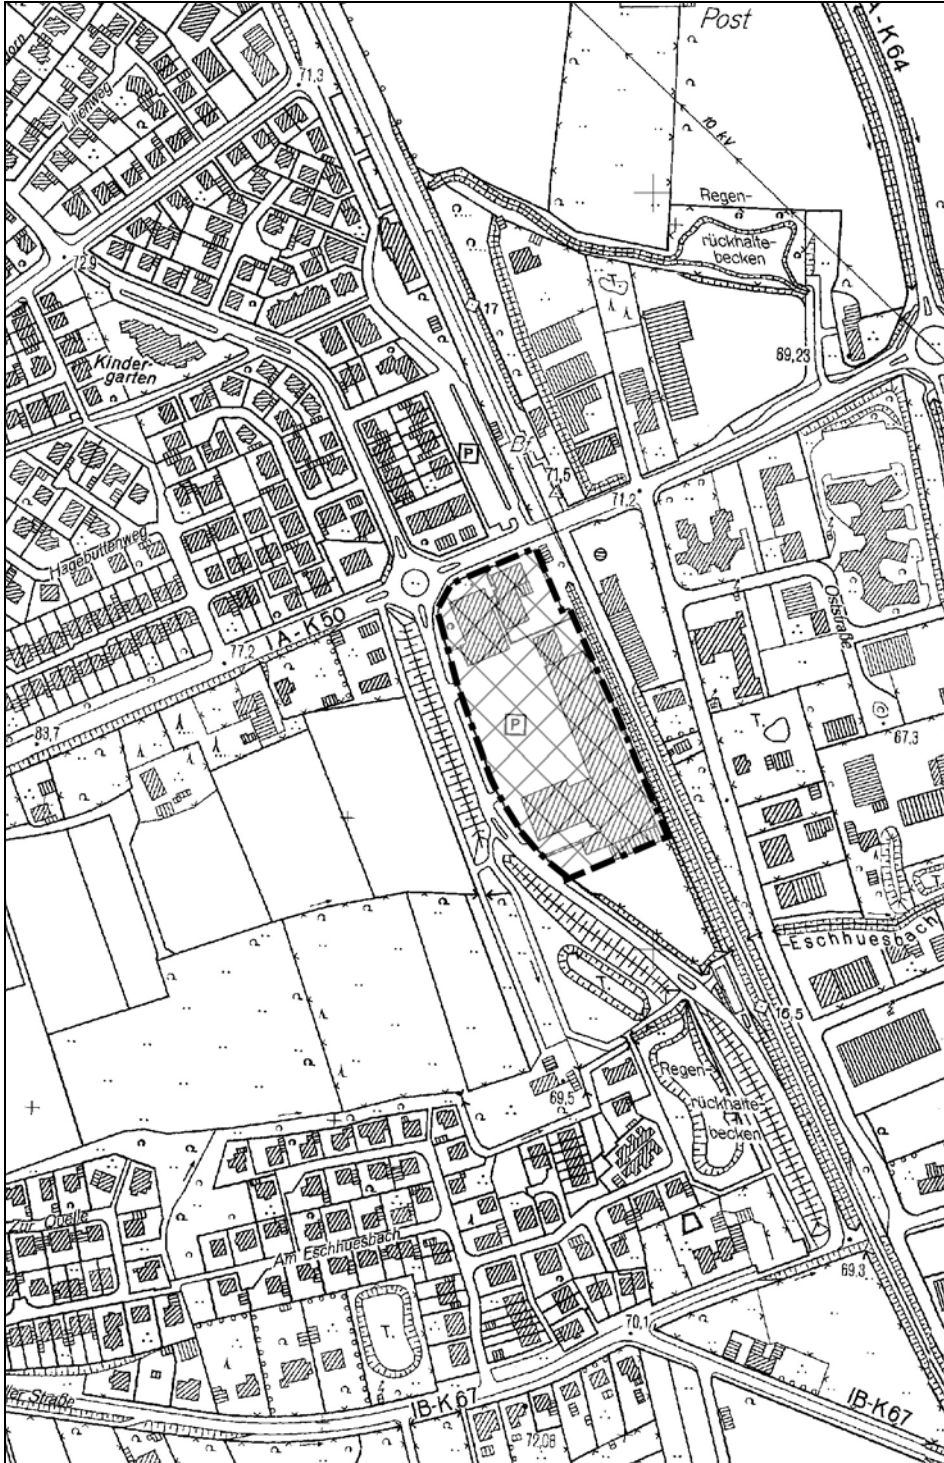 Post
A-K64
71,3
10 kV
Regen-
rückhalte-
becken
72,9
17
Kinder-
garten
69,23
P
71,5
71,2
Hagebuttenweg
IA-K50
77,2
Oststraße
83,7
P
T.
67,3
T.
Eschhuesbach
T.
16,5
Regen-
rückhalte-
becken
69,5
Zur Quelle
Am Eschhuesbach
T.
69,3
70,1
IB-K67
IB-K67
72,08